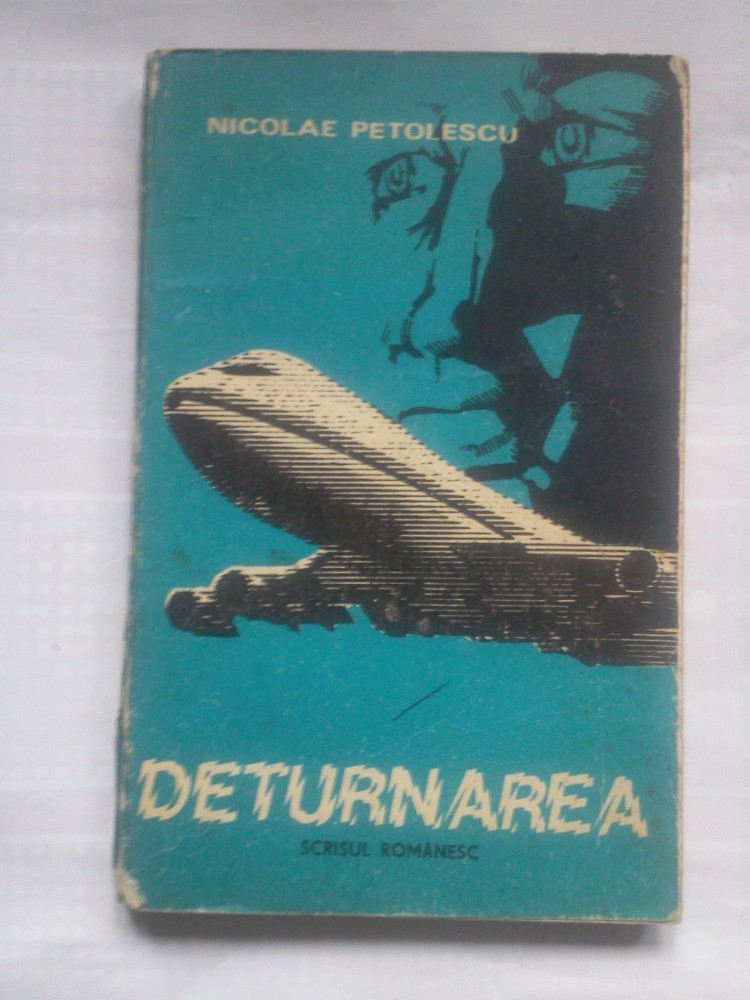 NICOLAE PETOLESCU
DETURNAREA
SCRISUL ROMÂNESC